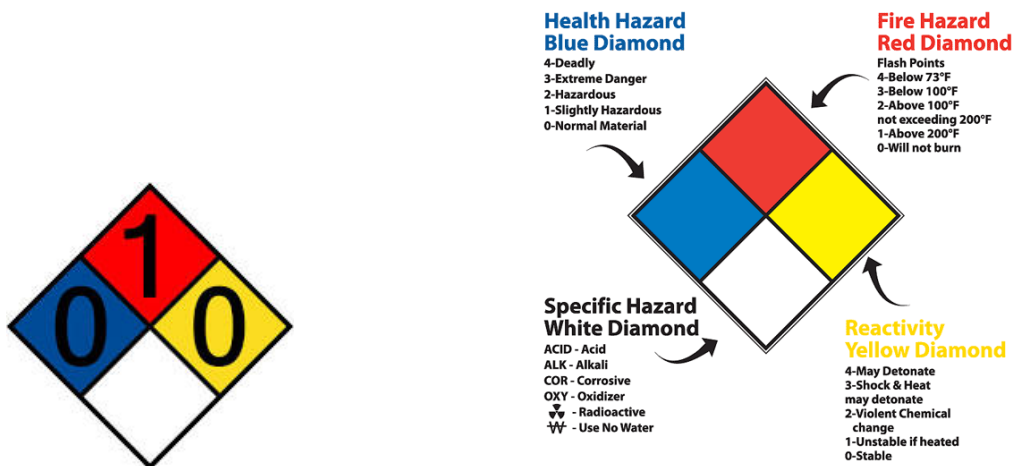 1
0 0
Health Hazard
Blue Diamond
4-Deadly
3-Extreme Danger
2-Hazardous
1-Slightly Hazardous
0-Normal Material
Fire Hazard
Red Diamond
Flash Points
4-Below 73°F
3-Below 100°F
2-Above 100°F
not exceeding 200°F
1-Above 200°F
0-Will not burn
Specific Hazard
White Diamond
ACID - Acid
ALK - Alkali
COR - Corrosive
OXY - Oxidizer
- Radioactive
W - Use No Water
Reactivity
Yellow Diamond
4-May Detonate
3-Shock & Heat
may detonate
2-Violent Chemical
change
1-Unstable if heated
0-Stable